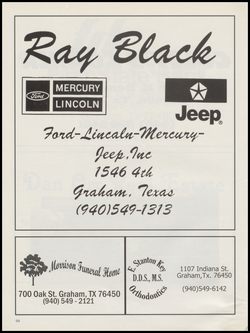 Ray Black
Ford
MERCURY
LINCOLN
Jeep
Ford-Lincoln-Mercury-
Jeep,Inc
1546 4th
Graham, Texas
(940)549-1313
Morrison Funeral Home
700 Oak St. Graham, TX 76450
(940) 549 - 2121
E. Stanton Key
D.D.S., M.S.
Orthodontics
1107 Indiana St.
Graham,Tx. 76450
(940)549-6142